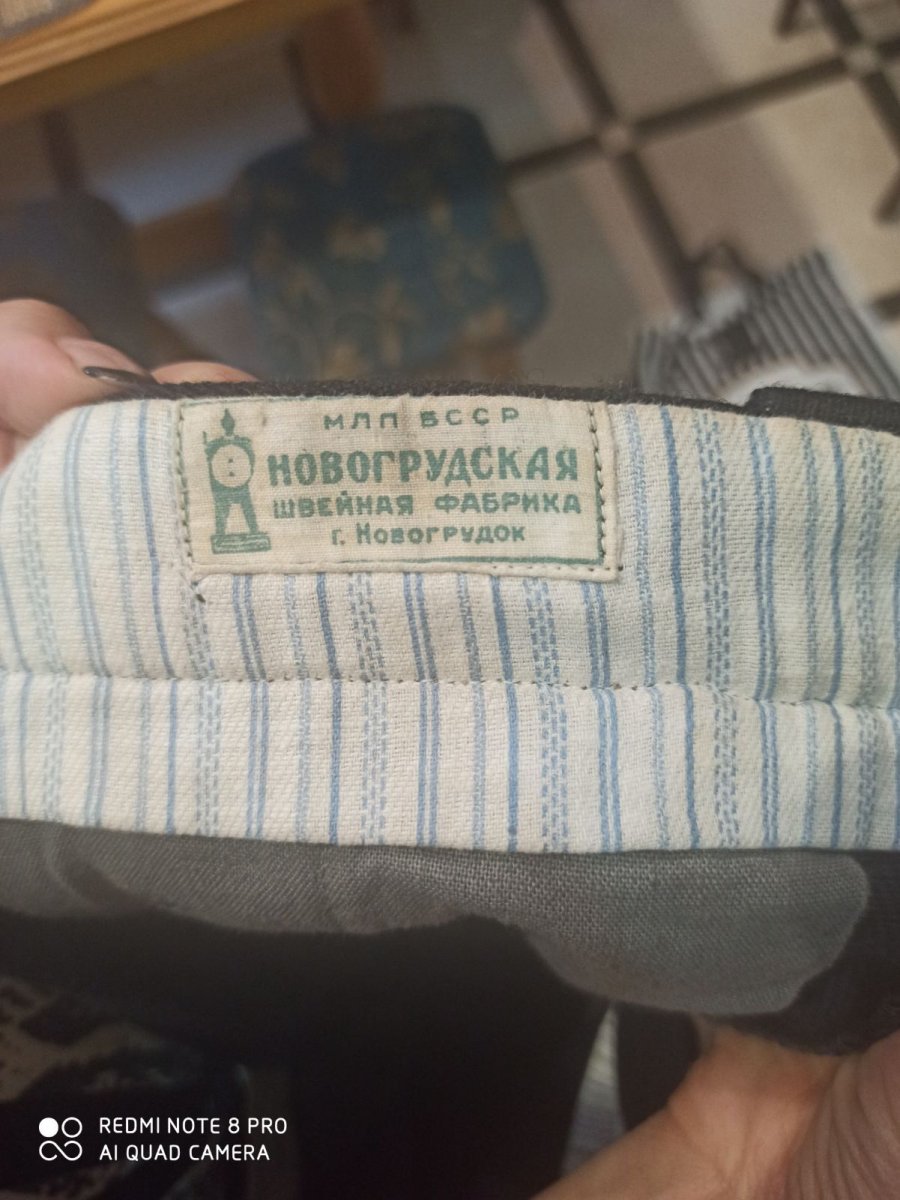 МЛП БССР
НОВОГРУДСКАЯ
ШВЕЙНАЯ ФАБРИКА
г. НОВОГРУДОК
REDMI NOTE 8 PRO
AI QUAD CAMERA